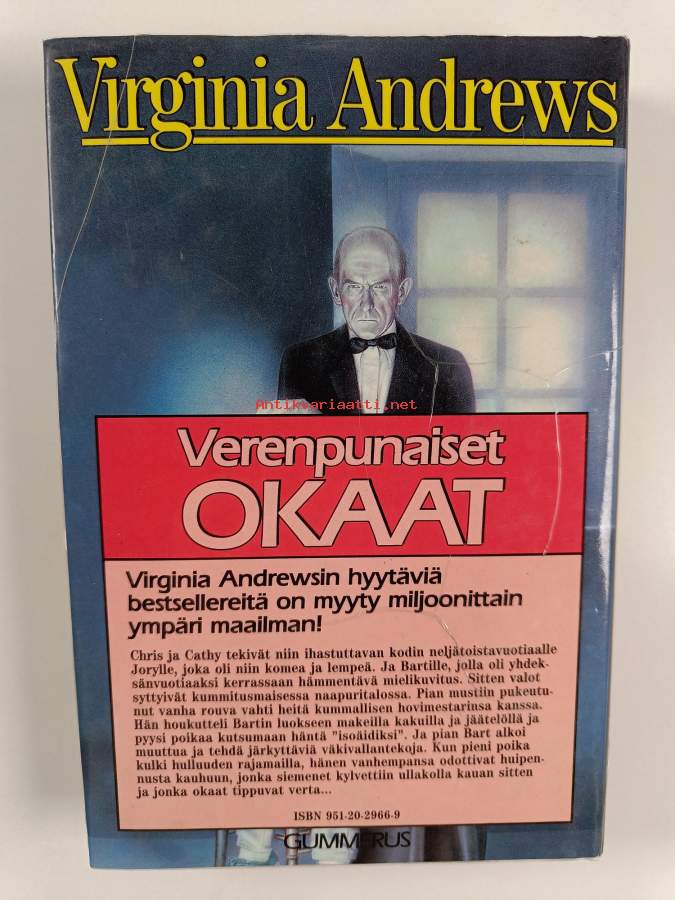 Virginia Andrews
Antikvariaatti.net
Verenpunaiset
OKAAT
Virginia Andrewsin hyytäviä
bestsellereitä on myyty miljoonittain
ympäri maailman!
Chris ja Cathy tekivät niin ihastuttavan kodin neljätoistavuotiaalle
Jorylle, joka oli niin komea ja lempeä. Ja Bartille, jolla oli yhdek-
sänvuotiaaksi kerrassaan hämmentävä mielikuvitus. Sitten valot
syttyivät kummitusmaisessa naapuritalossa. Pian mustiin pukeutu-
nut vanha rouva vahti heitä kummallisen hovimestarinsa kanssa.
Hän houkutteli Bartin luokseen makeilla kakuilla ja jäätelöllä ja
pyysi poikaa kutsumaan häntä "isoäidiksi". Ja pian Bart alkoi
muuttua ja tehdä järkyttäviä väkivallantekoja. Kun pieni poika
kulki hulluuden rajamailla, hänen vanhempansa odottivat huipen-
nusta kauhuun, jonka siemenet kylvettiin ullakolla kauan sitten
ja jonka okaat tippuvat verta...
ISBN 951-20-2966-9
GUMMERUS